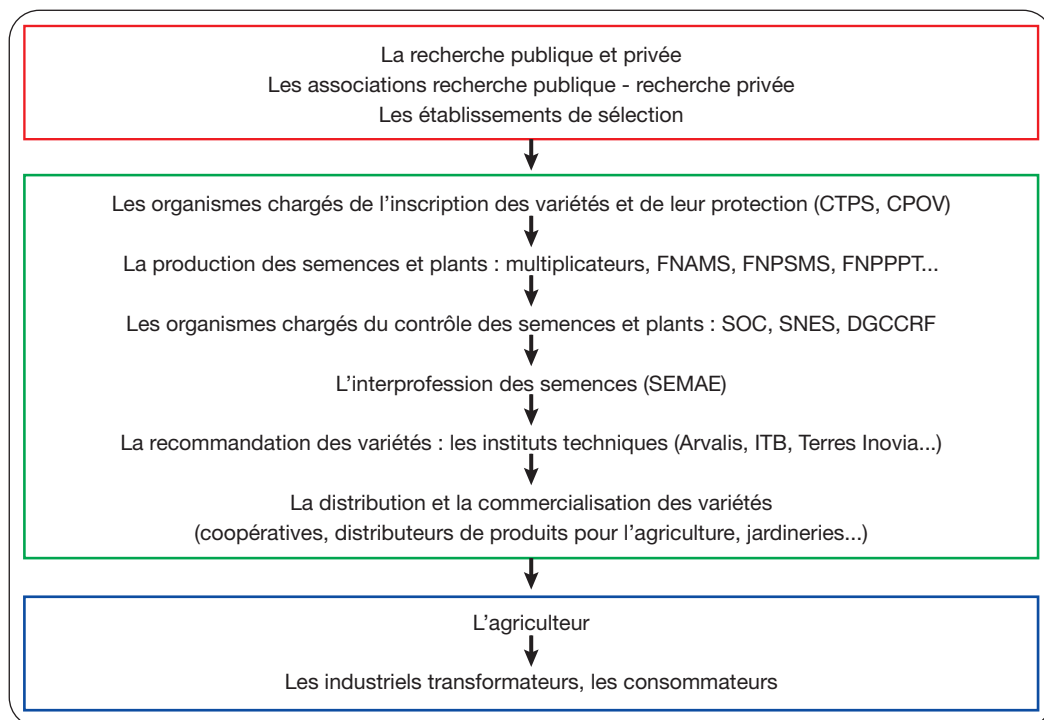 La recherche publique et privée
Les associations recherche publique - recherche privée
Les établissements de sélection
Les organismes chargés de l’inscription des variétés et de leur protection (CTPS, CPOV)
La production des semences et plants : multiplicateurs, FNAMS, FNPSMS, FNPPPT...
Les organismes chargés du contrôle des semences et plants : SOC, SNES, DGCCRF
L’interprofession des semences (SEMAE)
La recommandation des variétés : les instituts techniques (Arvalis, ITB, Terres Inovia...)
La distribution et la commercialisation des variétés
(coopératives, distributeurs de produits pour l’agriculture, jardineries...)
L’agriculteur
Les industriels transformateurs, les consommateurs